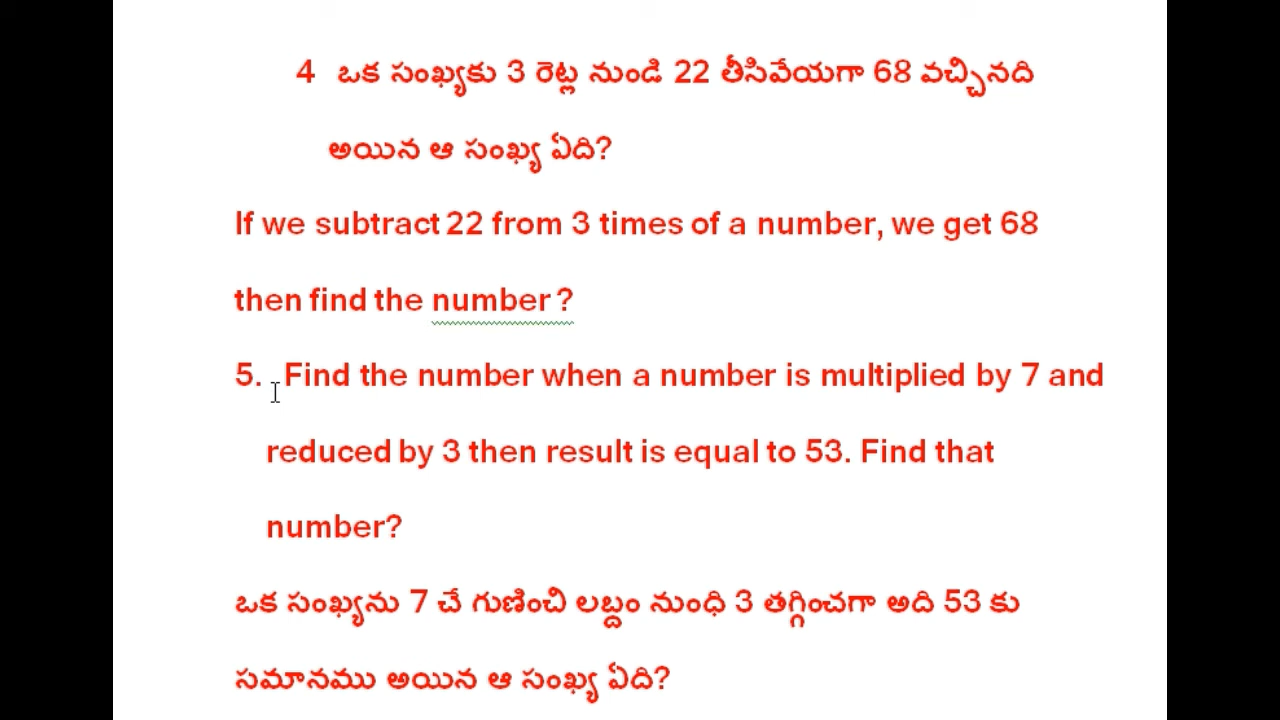 4 ఒక సంఖ్యకు 3 రెట్ల నుండి 22 తీసివేయగా 68 వచ్చినది
అయిన ఆ సంఖ్య ఏది?
If we subtract 22 from 3 times of a number, we get 68
then find the number ?
5. Find the number when a number is multiplied by 7 and
reduced by 3 then result is equal to 53. Find that
number?
ఒక సంఖ్యను 7 చే గుణించి లబ్దం నుంధి 3 తగ్గించగా అది 53 కు
సమానము అయిన ఆ సంఖ్య ఏది?